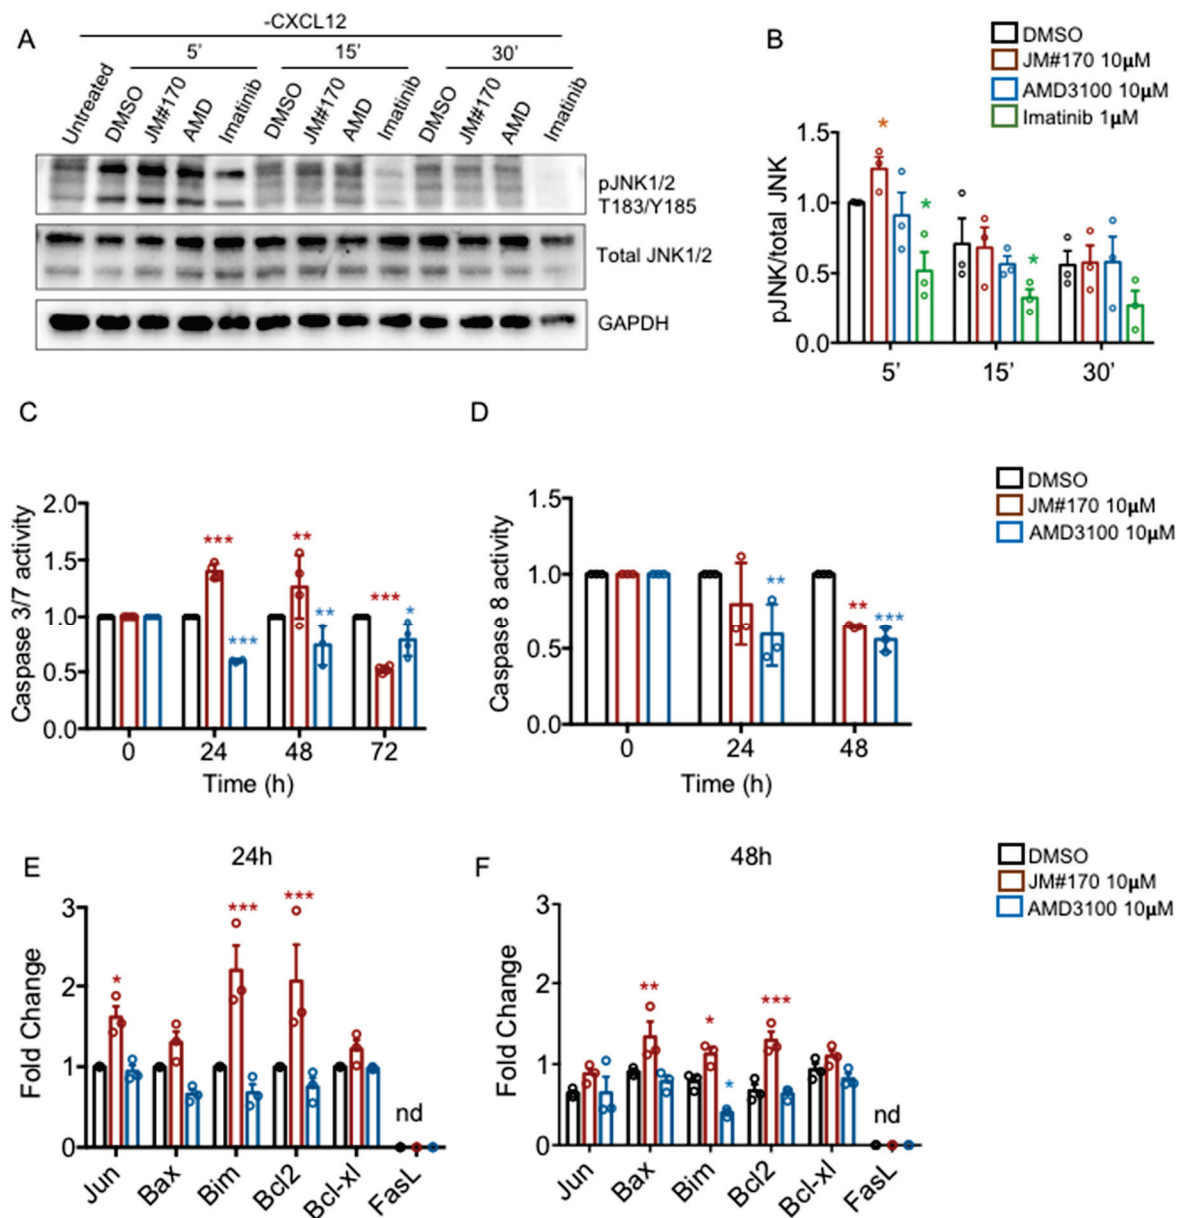 A
-CXCL12
5’ 15’ 30’
Untreated DMSO JM#170 AMD Imatinib DMSO JM#170 AMD Imatinib DMSO JM#170 AMD Imatinib
pJNK1/2
T183/Y185
Total JNK1/2
GAPDH
B
DMSO
JM#170 10µM
AMD3100 10µM
Imatinib 1µM
pJNK/total JNK
1.5
1.0
0.5
0.0
* * *
5’ 15’ 30’
C
Caspase 3/7 activity
2.0
1.5
1.0
0.5
0.0
*** *** ** ** *** *
0 24 48 72
Time (h)
D
Caspase 8 activity
1.5
1.0
0.5
0.0
** ** ***
0 24 48
Time (h)
DMSO
JM#170 10µM
AMD3100 10µM
E
24h
Fold Change
3
2
1
0
* *** ***
nd
Jun Bax Bim Bcl2 Bcl-xl FasL
F
48h
Fold Change
3
2
1
0
** * * ***
nd
Jun Bax Bim Bcl2 Bcl-xl FasL
DMSO
JM#170 10µM
AMD3100 10µM